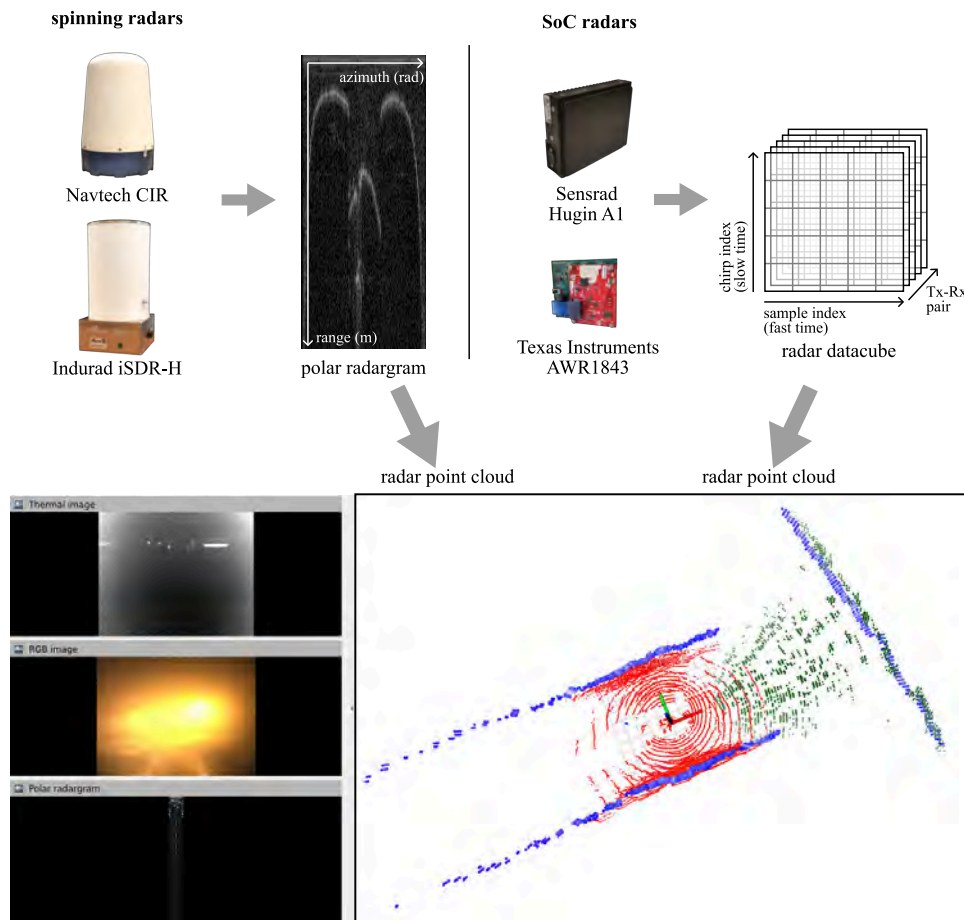 spinning radars
SoC radars
azimuth (rad)
range (m)
Navtech CIR
Indurad iSDR-H
polar radargram
Sensrad
Hugin A1
Texas Instruments
AWR1843
chirp index
(slow time)
sample index
(fast time)
Tx-Rx
pair
radar datacube
radar point cloud
radar point cloud
Thermal image
RGB image
Polar radargram